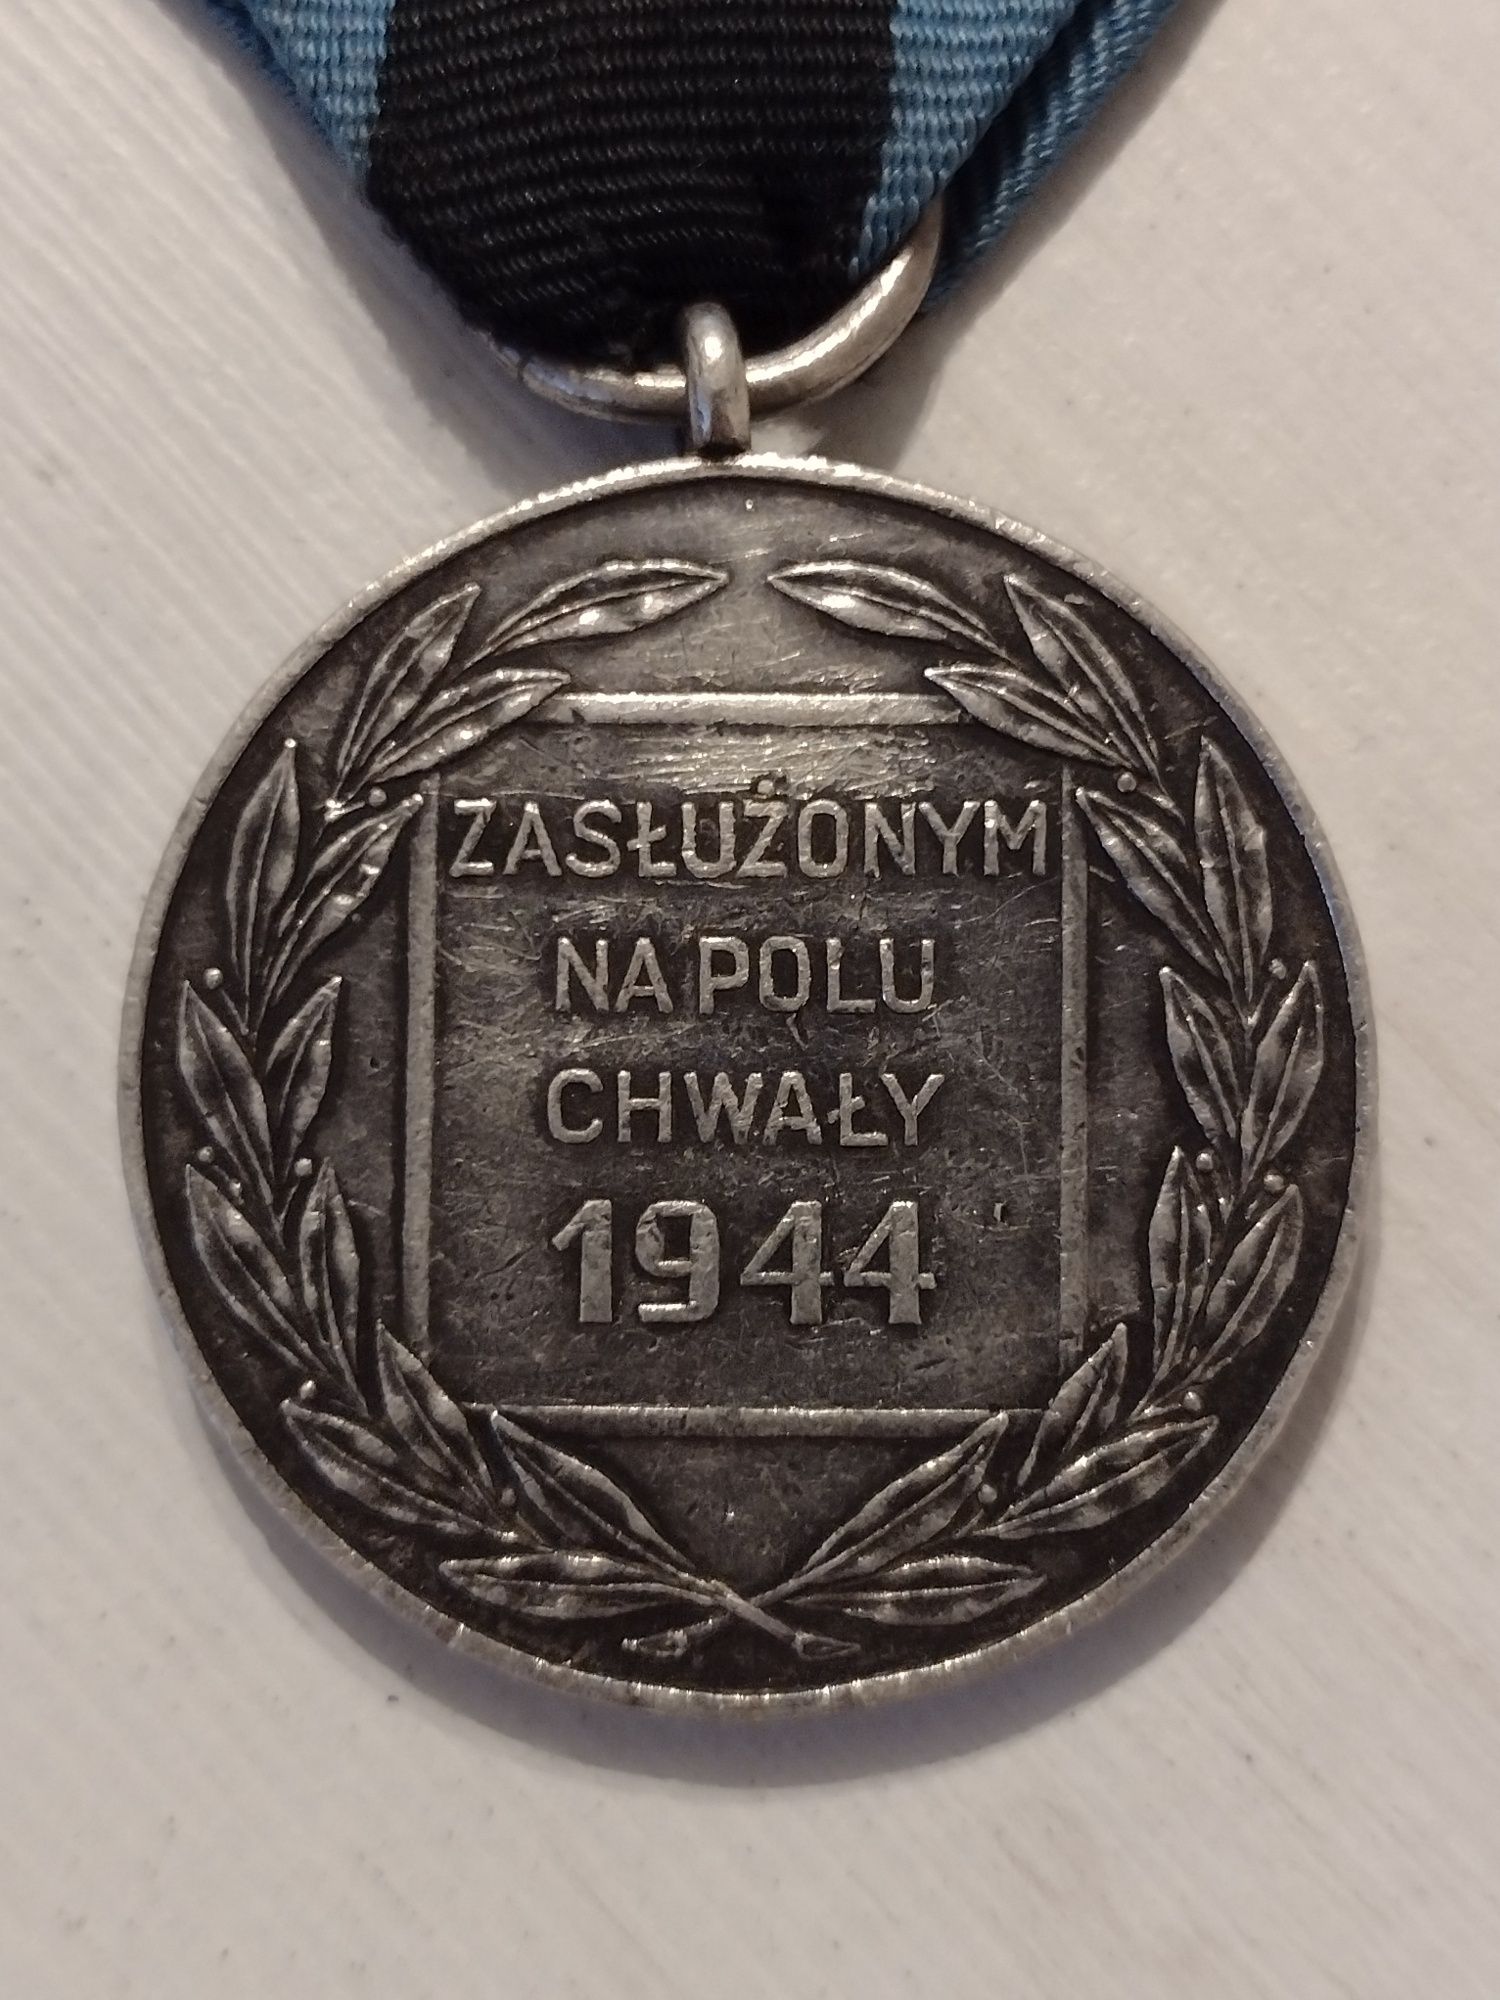 ZASŁUŻONYM
NA POLU
CHWAŁY
1944